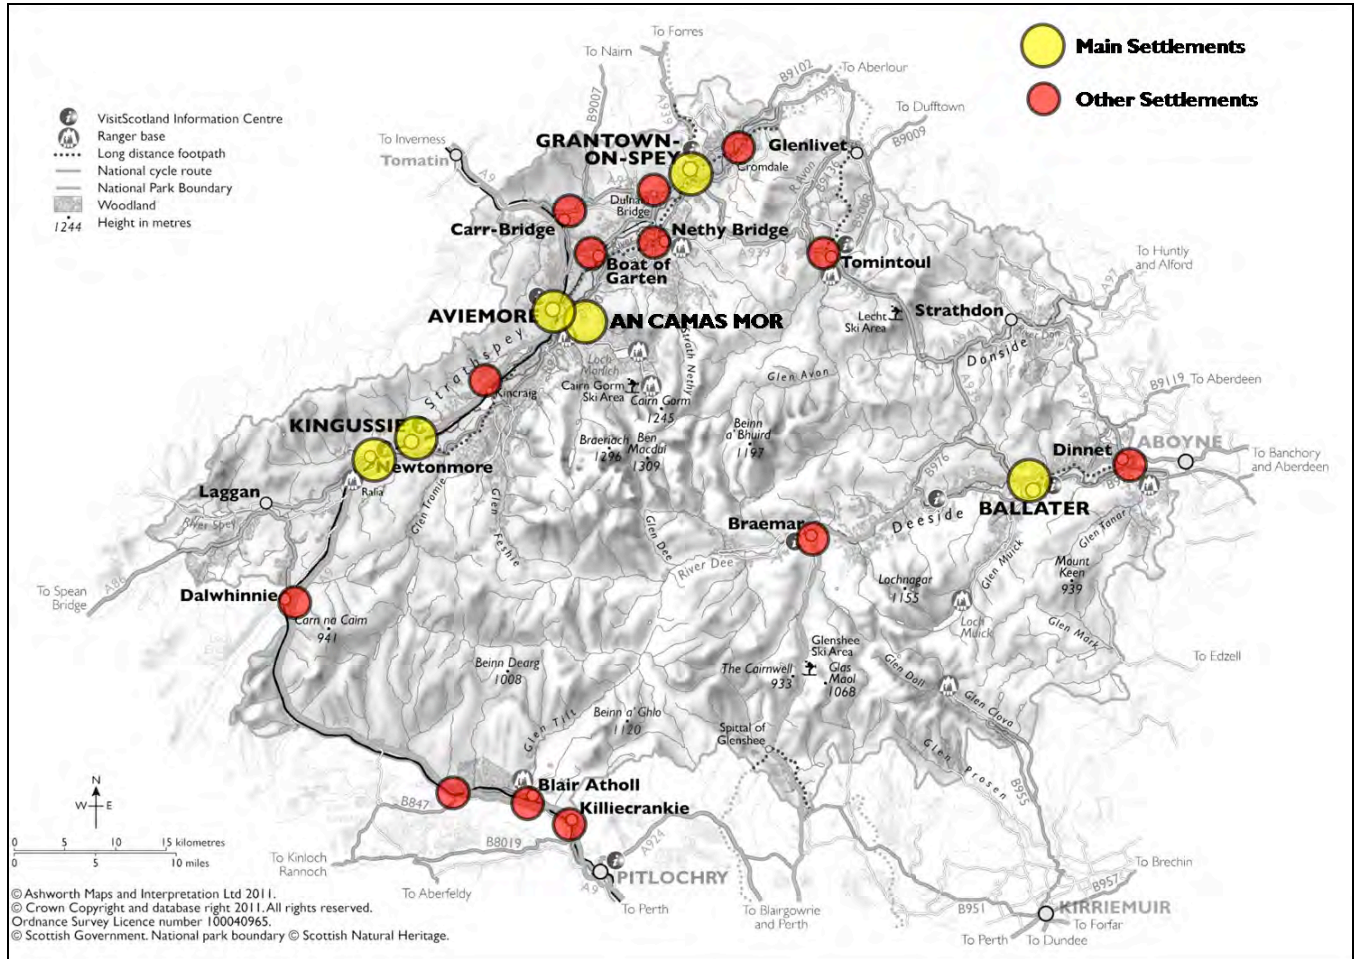 Main Settlements
Other Settlements
VisitScotland Information Centre
Ranger base
Long distance footpath
National cycle route
National Park Boundary
Woodland
1244 Height in metres
To Forres
To Nairn
To Aberlour
To Dufftown
To Inverness
Tomatin
A9
B9007
A939
B9102
A95
B9009
GRANTOWN-
ON-SPEY
Cromdale
Glenlivet
R. Avon
B9136
B9008
Dulnain
Bridge
Carr-Bridge
Nethy Bridge
Boat of
Garten
A939
Tomintoul
To Huntly
and Alford
A97
AVIEMORE
AN CAMAS MOR
Lecht
Ski Area
Strathdon
Donside
Strathspey
Loch
Morlich
Strath Nethy
Glen Avon
Kincraig
Cairn Gorm
Ski Area
Cairn Gorm
1245
B9119
To Aberdeen
KINGUSSIE
Newtonmore
Braeriach
1296
Ben
Macdui
1309
Beinn
a' Bhuird
1197
A939
A97
Dinnet
ABOYNE
To Banchory
and Aberdeen
B976
Laggan
Ralia
River Spey
Glen Tromie
Glen
Feshie
Glen Dee
River Dee
Braemar
Deeside
BALLATER
Glen Tanar
Glen Muick
Mount
Keen
939
Lochnagar
1155
Loch
Muick
Glen Mark
To Spean
Bridge
A86
Dalwhinnie
Carn na Caim
941
Beinn Dearg
1008
Glenshee
Ski Area
The Cairnwell
933
Glas
Maol
1068
Glen Doll
Glen Clova
To Edzell
Glen Tilt
Beinn a' Ghlo
1120
Spittal of
Glenshee
Glen Prosen
B955
Blair Atholl
Killiecrankie
B847
B8019
A924
PITLOCHRY
A9
To Perth
To Kinloch
Rannoch
To Aberfeldy
To Blairgowrie
and Perth
To Brechin
B957
KIRRIEMUIR
B951
To Forfar
To Perth
To Dundee
N
W E
S
0 5 10 15 kilometres
0 5 10 miles
© Ashworth Maps and Interpretation Ltd 2011.
© Crown Copyright and database right 2011. All rights reserved.
Ordnance Survey Licence number 100040965.
© Scottish Government. National park boundary © Scottish Natural Heritage.